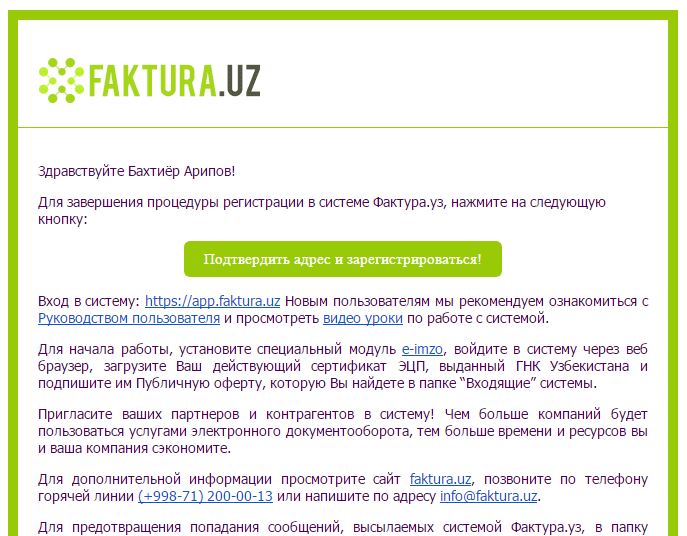 FAKTURA.UZ
Здравствуйте Бахтиёр Арипов!
Для завершения процедуры регистрации в системе Фактура.уз, нажмите на следующую
кнопку:
Подтвердить адрес и зарегистрироваться!
Вход в систему: https://app.faktura.uz Новым пользователям мы рекомендуем ознакомиться с
Руководством пользователя и просмотреть видео уроки по работе с системой.
Для начала работы, установите специальный модуль e-imzo, войдите в систему через веб
браузер, загрузите Ваш действующий сертификат ЭЦП, выданный ГНК Узбекистана и
подпишите им Публичную оферту, которую Вы найдете в папке “Входящие” системы.
Пригласите ваших партнеров и контрагентов в систему! Чем больше компаний будет
пользоваться услугами электронного документооборота, тем больше времени и ресурсов вы
и ваша компания сэкономите.
Для дополнительной информации просмотрите сайт faktura.uz, позвоните по телефону
горячей линии (+998-71) 200-00-13 или напишите по адресу info@faktura.uz.
Для предотвращения попадания сообщений, высылаемых системой Фактура.уз, в папку